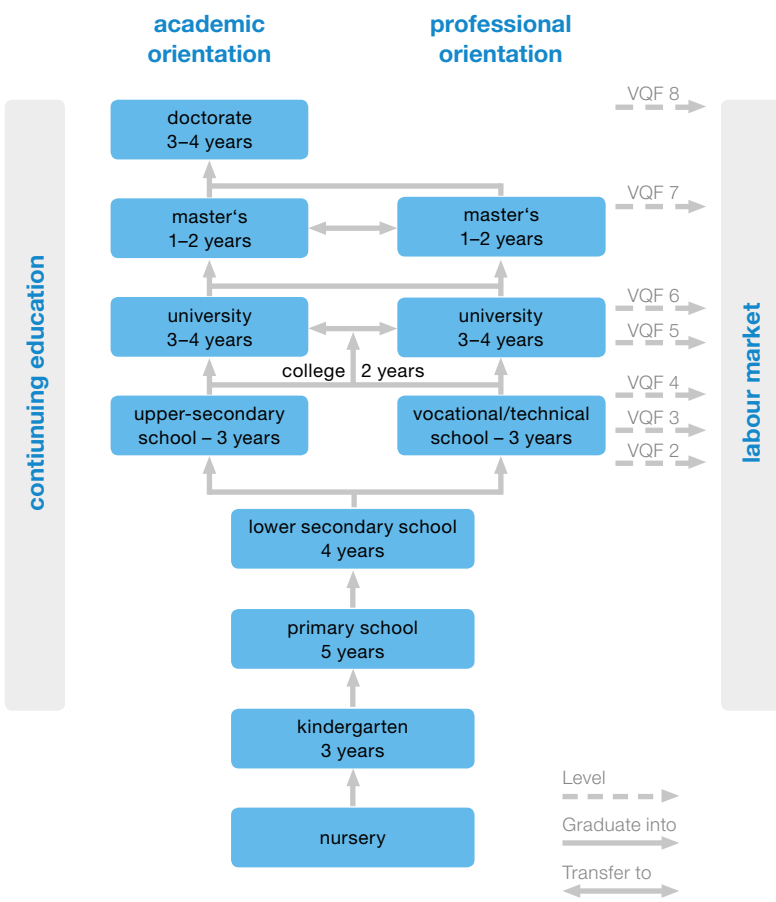 academic
orientation
professional
orientation
VQF 8
doctorate
3–4 years
VQF 7
master‘s
1–2 years
master‘s
1–2 years
VQF 6
university
3–4 years
university
3–4 years
VQF 5
college 2 years
VQF 4
upper-secondary
school – 3 years
vocational/technical
school – 3 years
VQF 3
VQF 2
contiunuing education
labour market
lower secondary school
4 years
primary school
5 years
kindergarten
3 years
nursery
Level
Graduate into
Transfer to